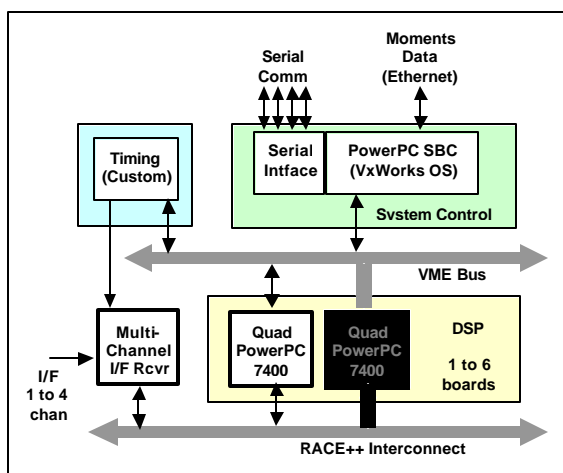 Serial
Comm
Moments
Data
(Ethernet)
Timing
(Custom)
Serial
Intface
PowerPC SBC
(VxWorks OS)
System Control
VME Bus
Multi-
Channel
I/F Rcvr
I/F
1 to 4
chan
Quad
PowerPC
7400
Quad
PowerPC
7400
DSP
1 to 6
boards
RACE++ Interconnect